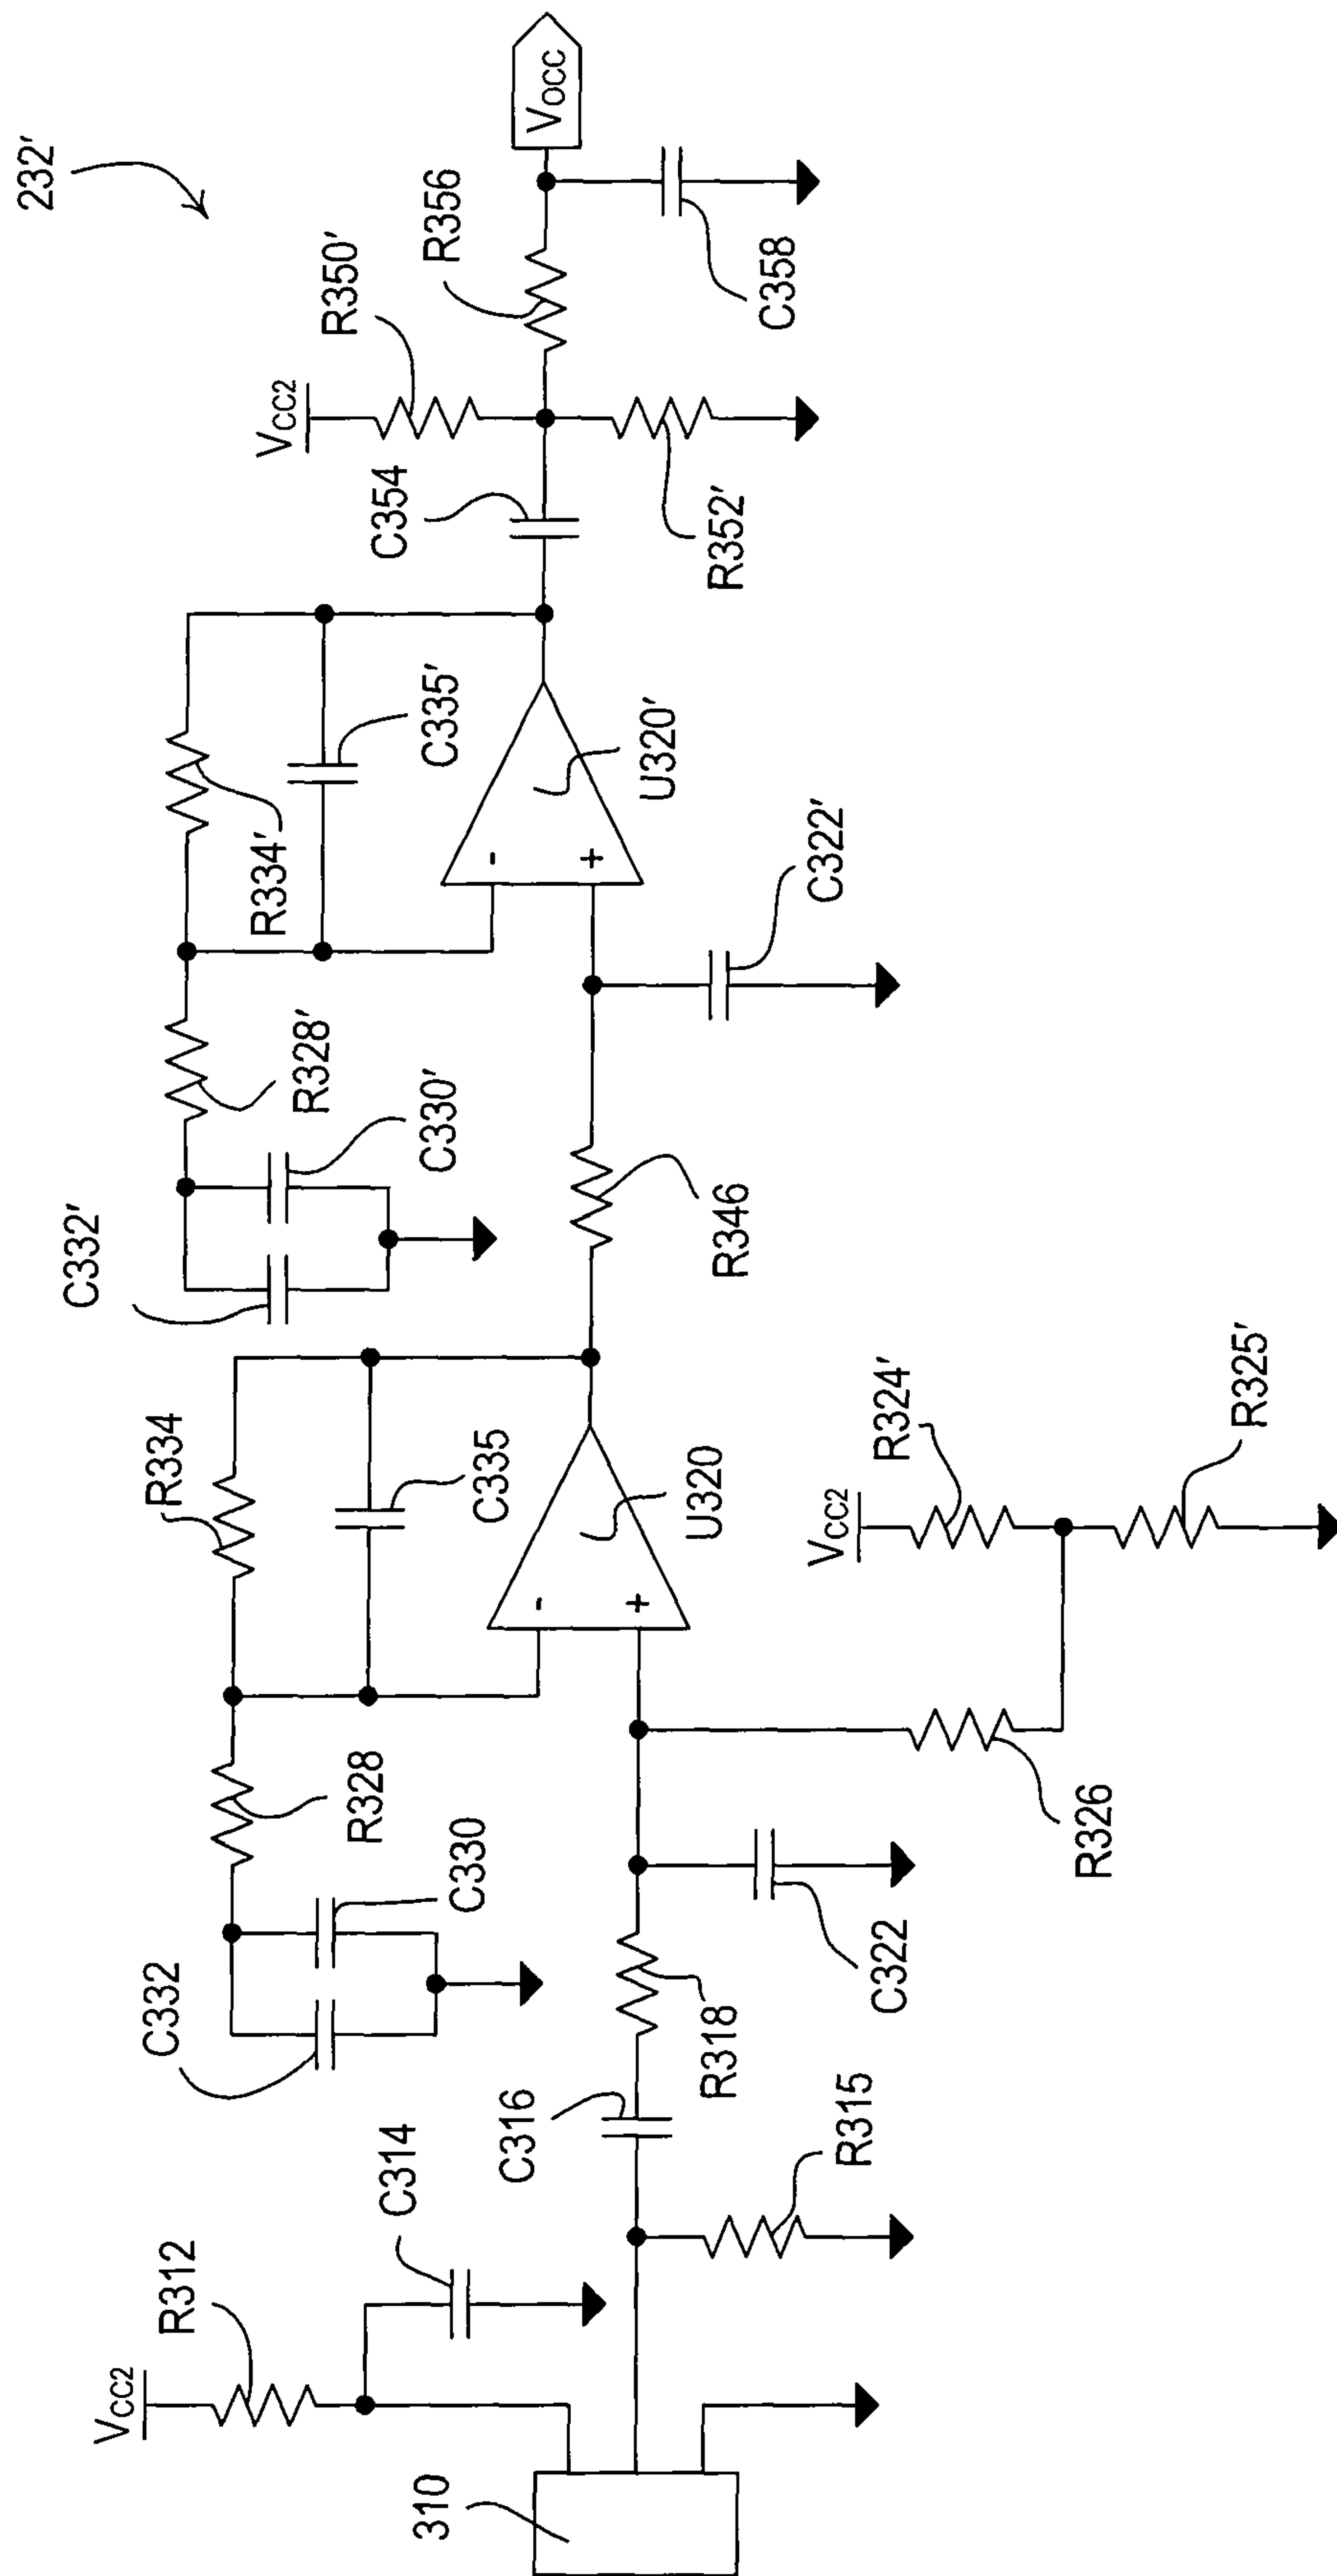 232'
VCC2
R312
C314
310
C316
R315
R318
C322
C332
C330
R328
R334
C335
-
+
U320
R326
VCC2
R324'
R325'
R346
C332'
C330'
R328'
R334'
C335'
-
+
U320'
C322'
C354
VCC2
R350'
R352'
R356
C358
VOCC